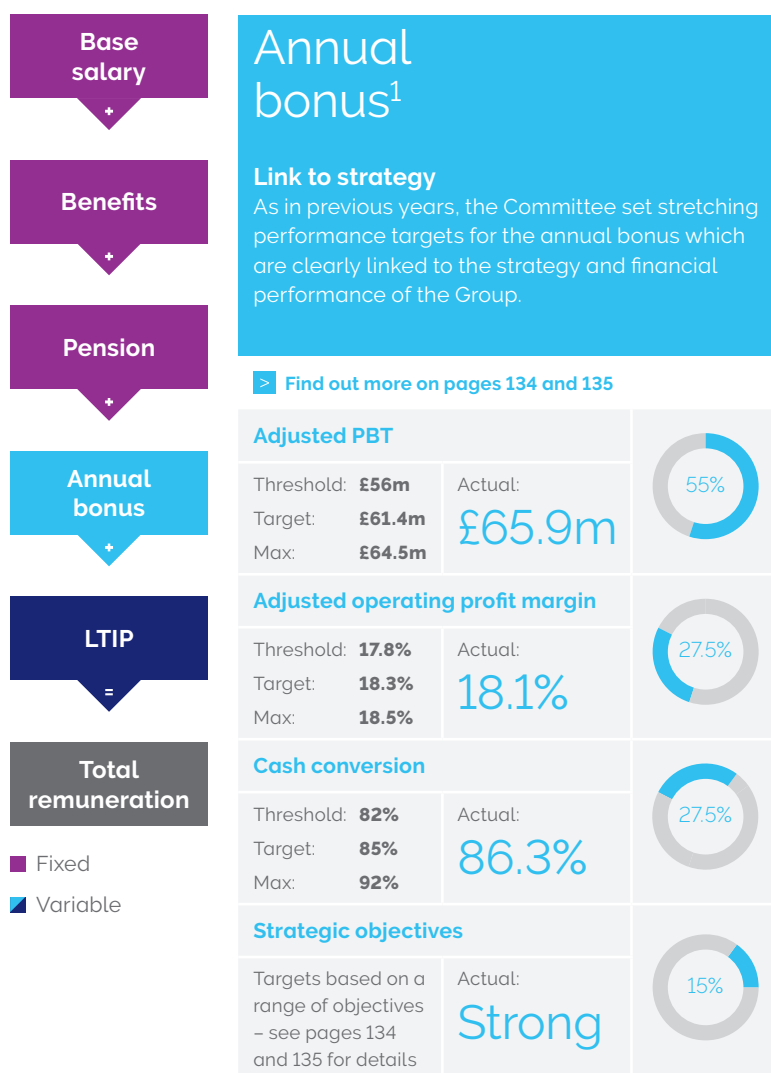 Base
salary
+
Benefits
+
Pension
+
Annual
bonus
+
LTIP
=
Total
remuneration
Fixed
Variable
Annual
bonus¹
Link to strategy
As in previous years, the Committee set stretching
performance targets for the annual bonus which
are clearly linked to the strategy and financial
performance of the Group.
> Find out more on pages 134 and 135
Adjusted PBT
Threshold: £56m
Target: £61.4m
Max: £64.5m
Actual:
£65.9m
55%
Adjusted operating profit margin
Threshold: 17.8%
Target: 18.3%
Max: 18.5%
Actual:
18.1%
27.5%
Cash conversion
Threshold: 82%
Target: 85%
Max: 92%
Actual:
86.3%
27.5%
Strategic objectives
Targets based on a
range of objectives
– see pages 134
and 135 for details
Actual:
Strong
15%